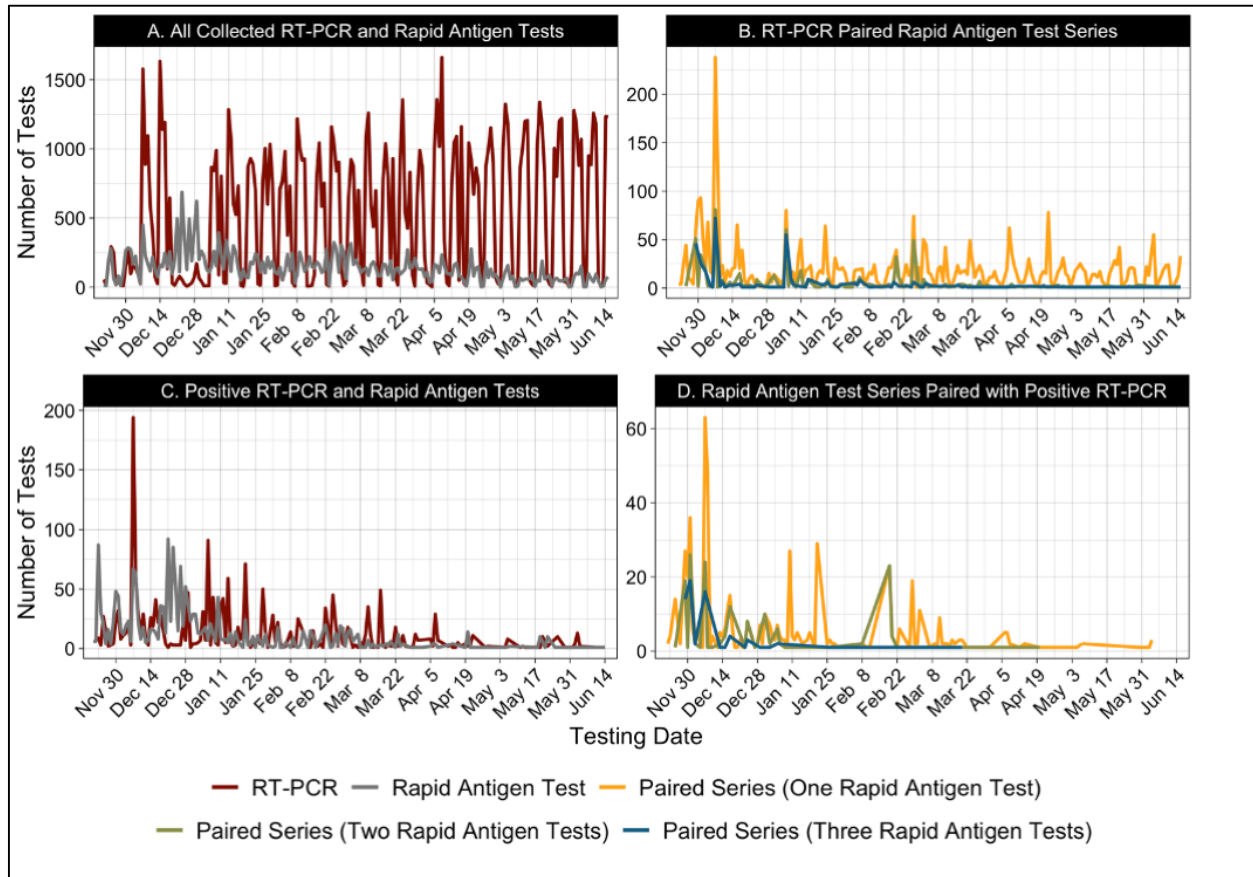 A. All Collected RT-PCR and Rapid Antigen Tests
B. RT-PCR Paired Rapid Antigen Test Series
Number of Tests
1500
1000
500
0
Nov 30
Dec 14
Dec 28
Jan 11
Jan 25
Feb 8
Feb 22
Mar 8
Mar 22
Apr 5
Apr 19
May 3
May 17
May 31
Jun 14
200
150
100
50
0
Nov 30
Dec 14
Dec 28
Jan 11
Jan 25
Feb 8
Feb 22
Mar 8
Mar 22
Apr 5
Apr 19
May 3
May 17
May 31
Jun 14
C. Positive RT-PCR and Rapid Antigen Tests
D. Rapid Antigen Test Series Paired with Positive RT-PCR
Number of Tests
200
150
100
50
0
Nov 30
Dec 14
Dec 28
Jan 11
Jan 25
Feb 8
Feb 22
Mar 8
Mar 22
Apr 5
Apr 19
May 3
May 17
May 31
Jun 14
60
40
20
0
Nov 30
Dec 14
Dec 28
Jan 11
Jan 25
Feb 8
Feb 22
Mar 8
Mar 22
Apr 5
Apr 19
May 3
May 17
May 31
Jun 14
Testing Date
RT-PCR
Rapid Antigen Test
Paired Series (One Rapid Antigen Test)
Paired Series (Two Rapid Antigen Tests)
Paired Series (Three Rapid Antigen Tests)